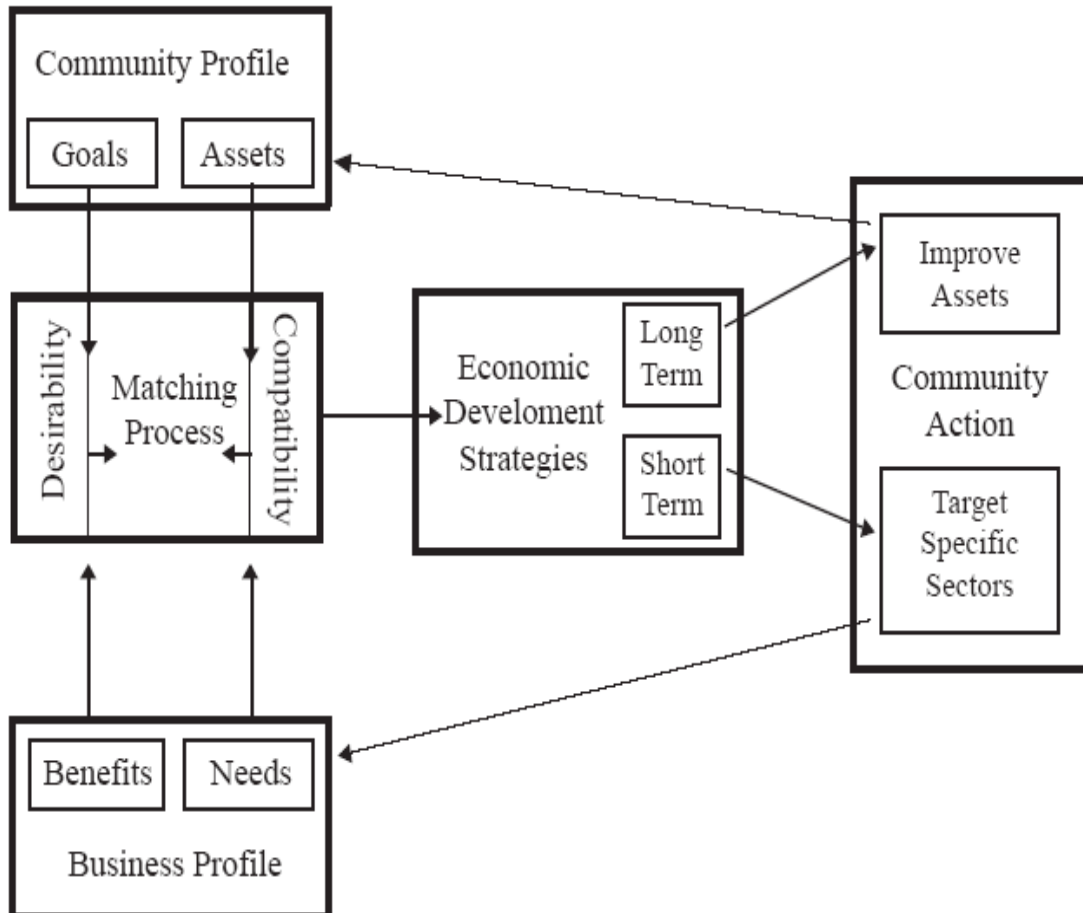 Community Profile
Goals
Assets
Desirability
Matching
Process
Compatibility
Economic
Develoment
Strategies
Long
Term
Short
Term
Improve
Assets
Community
Action
Target
Specific
Sectors
Benefits
Needs
Business Profile